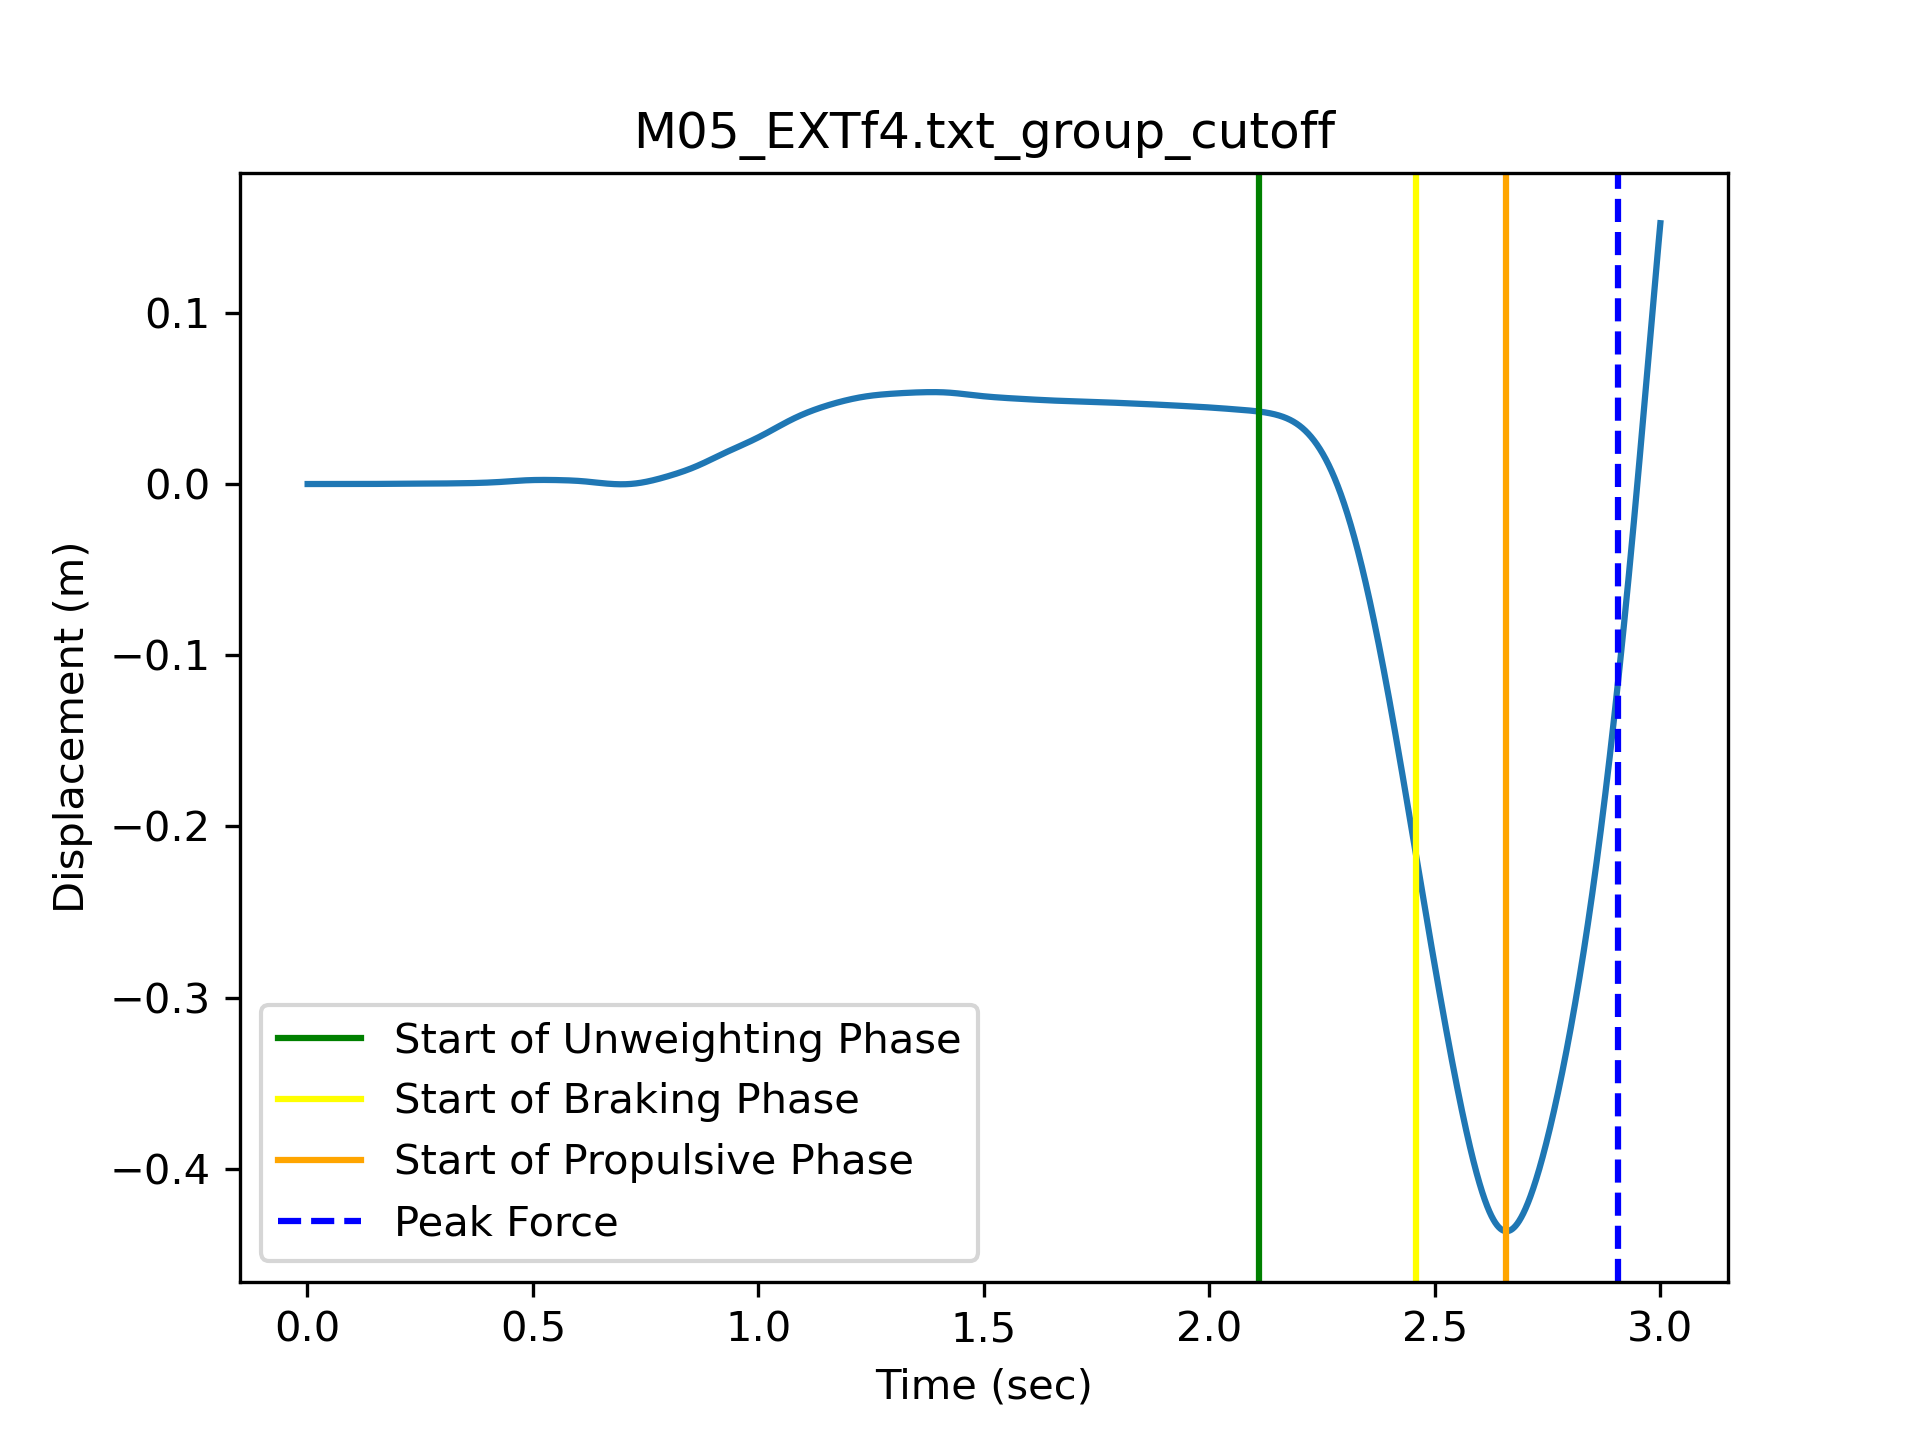 M05_EXTf4.txt_group_cutoff
Displacement (m)
0.1
0.0
−0.1
−0.2
−0.3
−0.4
Start of Unweighting Phase
Start of Braking Phase
Start of Propulsive Phase
Peak Force
0.0 0.5 1.0 1.5 2.0 2.5 3.0
Time (sec)